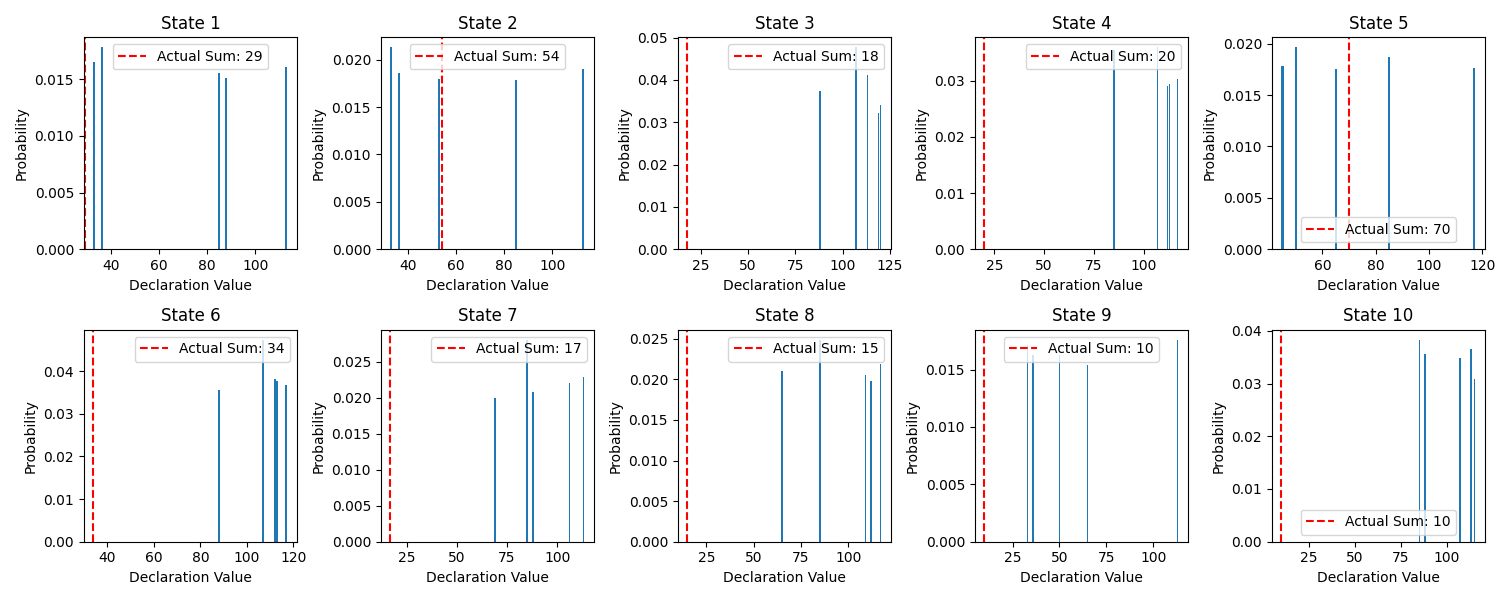 State 1
State 2
State 3
State 4
State 5
Actual Sum: 29
Actual Sum: 54
Actual Sum: 18
Actual Sum: 20
Actual Sum: 70
Probability
0.015
0.010
0.005
0.000
40 60 80 100
Declaration Value
Probability
0.020
0.015
0.010
0.005
0.000
40 60 80 100
Declaration Value
Probability
0.05
0.04
0.03
0.02
0.01
0.00
25 50 75 100 125
Declaration Value
Probability
0.03
0.02
0.01
0.00
25 50 75 100
Declaration Value
Probability
0.020
0.015
0.010
0.005
0.000
60 80 100 120
Declaration Value
State 6
State 7
State 8
State 9
State 10
Actual Sum: 34
Actual Sum: 17
Actual Sum: 15
Actual Sum: 10
Actual Sum: 10
Probability
0.04
0.03
0.02
0.01
0.00
40 60 80 100 120
Declaration Value
Probability
0.025
0.020
0.015
0.010
0.005
0.000
25 50 75 100
Declaration Value
Probability
0.025
0.020
0.015
0.010
0.005
0.000
25 50 75 100
Declaration Value
Probability
0.015
0.010
0.005
0.000
25 50 75 100
Declaration Value
Probability
0.04
0.03
0.02
0.01
0.00
25 50 75 100
Declaration Value